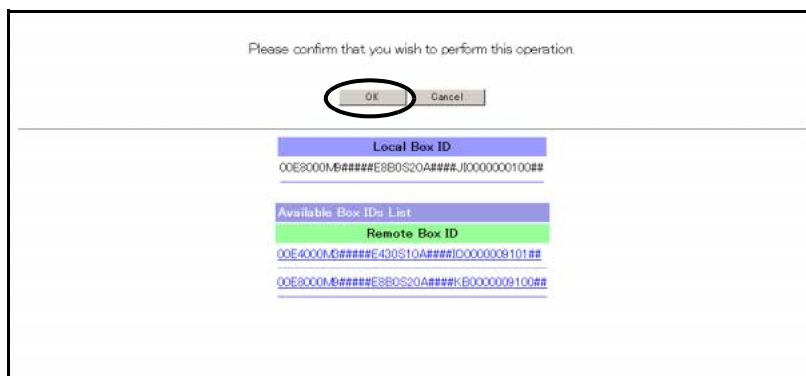 Please confirm that you wish to perform this operation.
OK Cancel
Local Box ID
00E8000M9#####E8B0S20A####JI0000000100##
Available Box IDs List
Remote Box ID
00E4000M3#####E430S10A####IO0000009101##
00E8000M9#####E8B0S20A####KB0000009100##